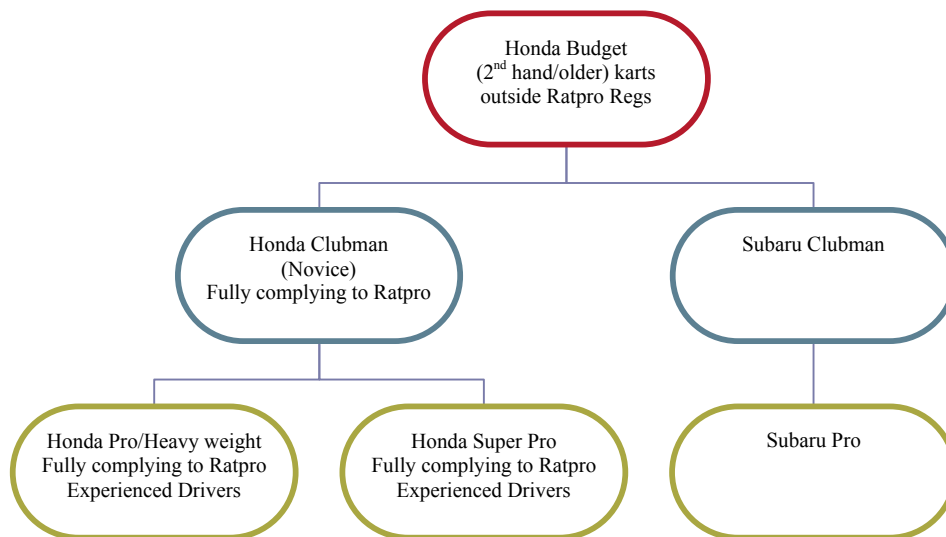 Honda Budget
(2nd hand/older) karts
outside Ratpro Regs
Honda Clubman
(Novice)
Fully complying to Ratpro
Subaru Clubman
Honda Pro/Heavy weight
Fully complying to Ratpro
Experienced Drivers
Honda Super Pro
Fully complying to Ratpro
Experienced Drivers
Subaru Pro